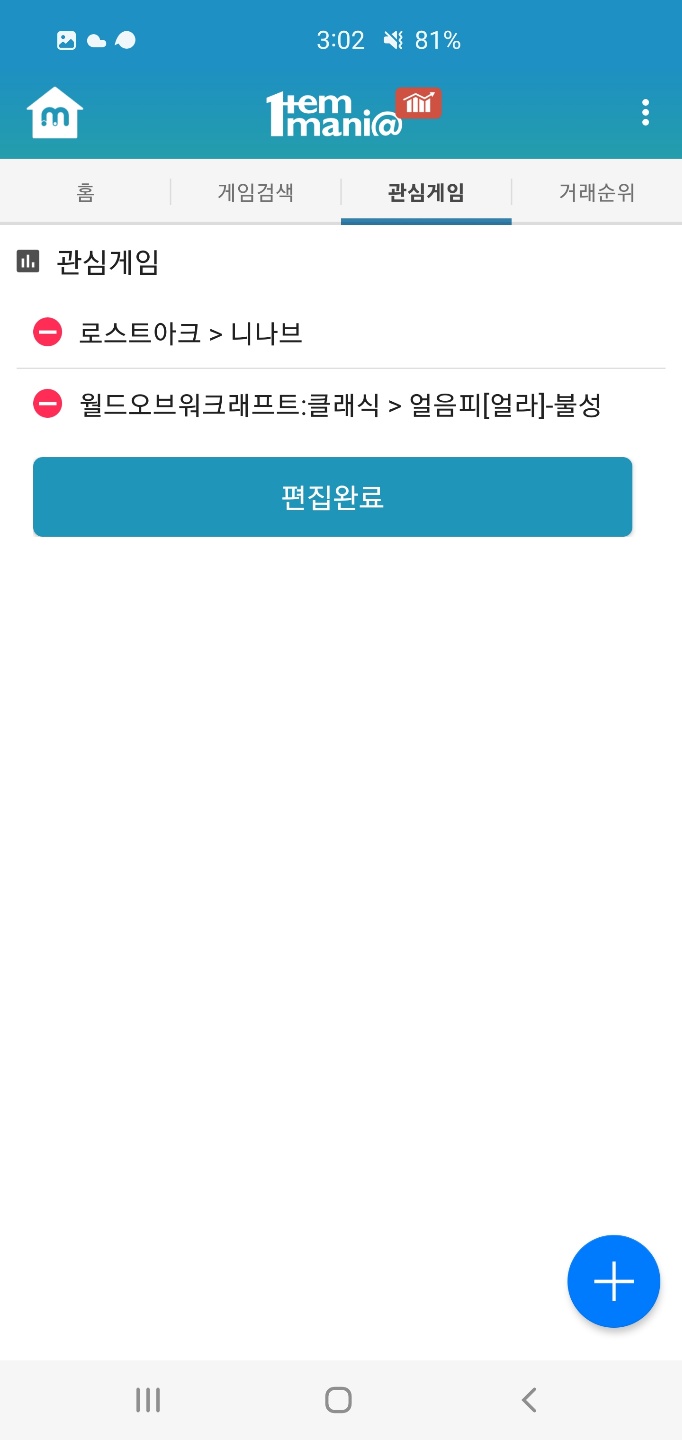 3:02 81%
1tem
mani@
홈 게임검색 관심게임 거래순위
관심게임
로스트아크 > 니나브
월드오브워크래프트:클래식 > 얼음피[얼라]-불성
편집완료